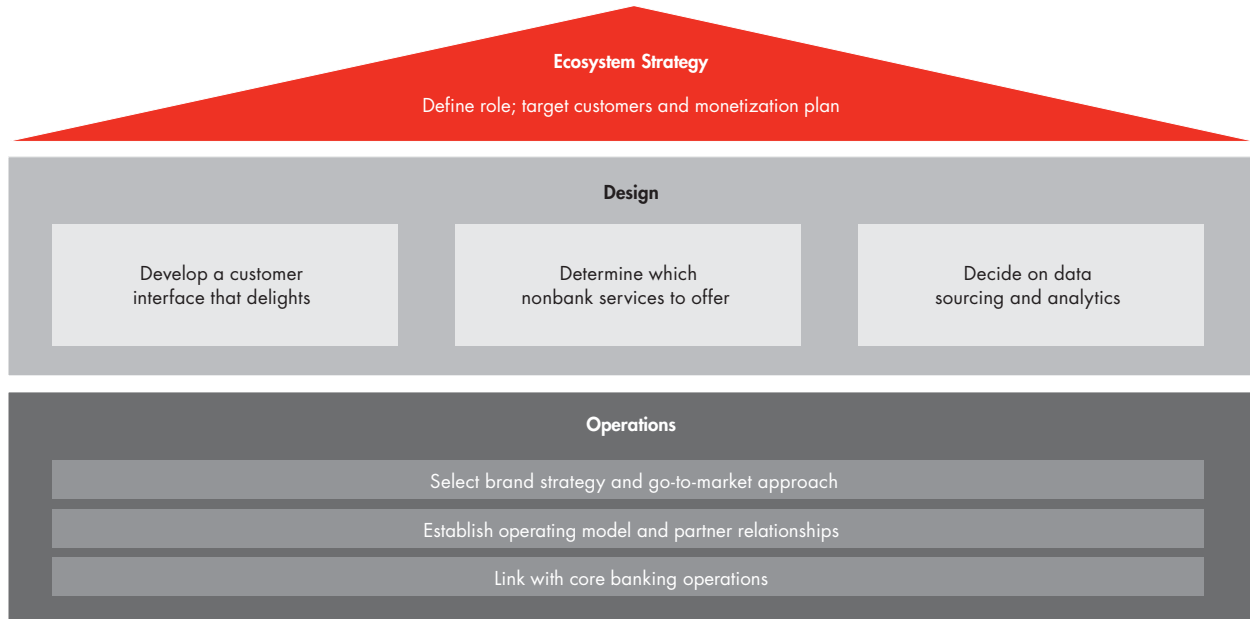 Ecosystem Strategy
Define role; target customers and monetization plan
Design
Develop a customer
interface that delights
Determine which
nonbank services to offer
Decide on data
sourcing and analytics
Operations
Select brand strategy and go-to-market approach
Establish operating model and partner relationships
Link with core banking operations